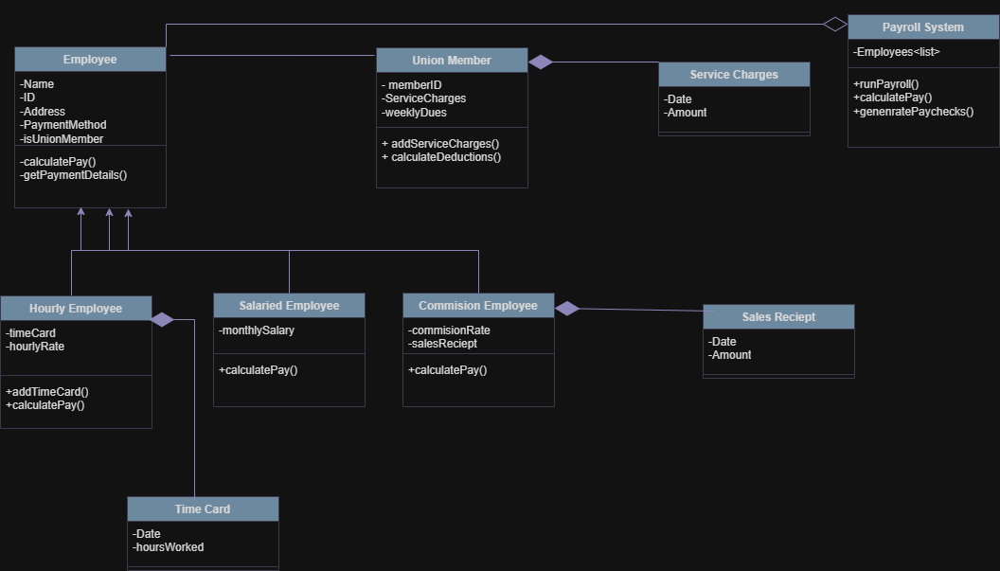 Payroll System
-Employees<list>
+runPayroll()
+calculatePay()
+genenratePaychecks()
Employee
-Name
-ID
-Address
-PaymentMethod
-isUnionMember
-calculatePay()
-getPaymentDetails()
Union Member
- memberID
-ServiceCharges
-weeklyDues
+ addServiceCharges()
+ calculateDeductions()
Service Charges
-Date
-Amount
Hourly Employee
-timeCard
-hourlyRate
+addTimeCard()
+calculatePay()
Salaried Employee
-monthlySalary
+calculatePay()
Commision Employee
-commisionRate
-salesReciept
+calculatePay()
Sales Reciept
-Date
-Amount
Time Card
-Date
-hoursWorked